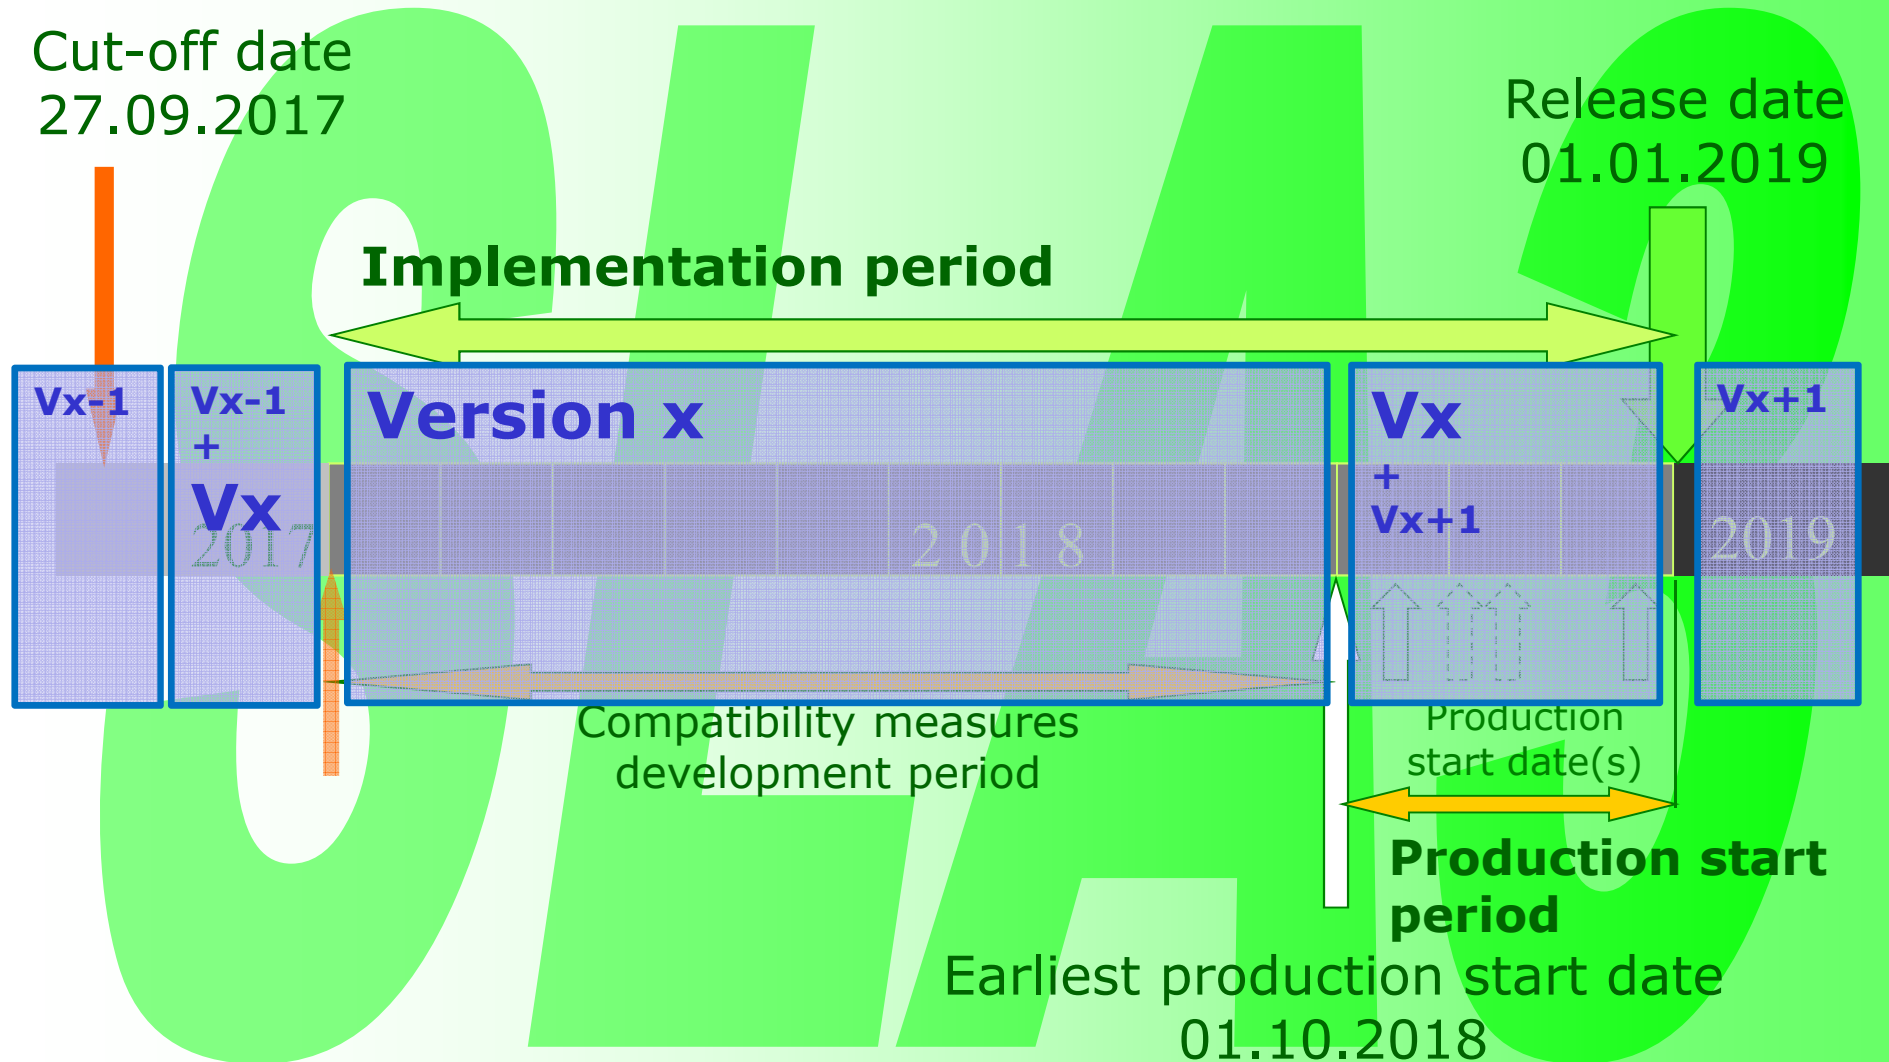 SEA3
Cut-off date
27.09.2017
Release date
01.01.2019
Implementation period
Vx-1
Vx-1
+
Vx
Version x
Vx
+
Vx+1
Vx+1
2017
2018
2019
Compatibility measures
development period
Production
start date(s)
Production start
period
Earliest production start date
01.10.2018